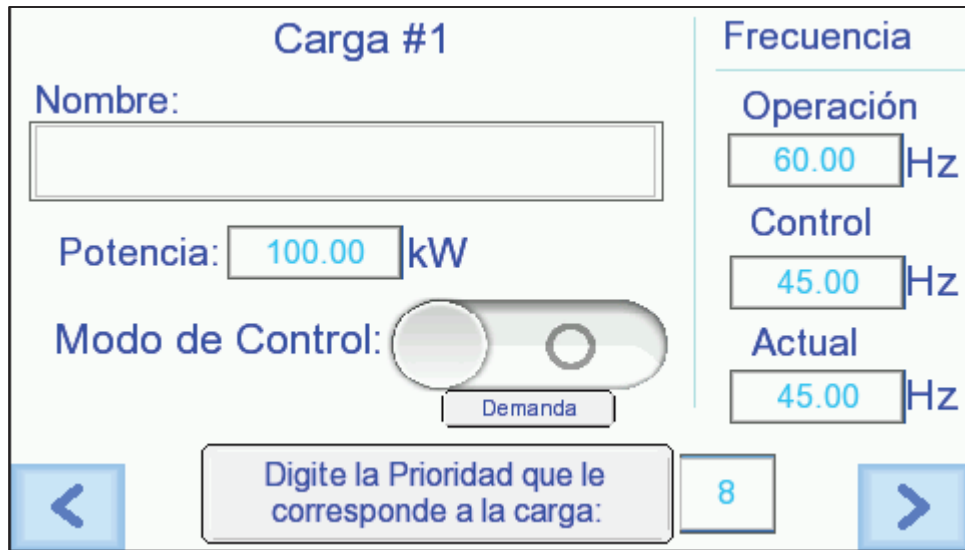 Carga #1
Nombre:
Potencia: 100.00 kW
Modo de Control:
Demanda
Digite la Prioridad que le
corresponde a la carga:
8
Frecuencia
Operación
60.00 Hz
Control
45.00 Hz
Actual
45.00 Hz